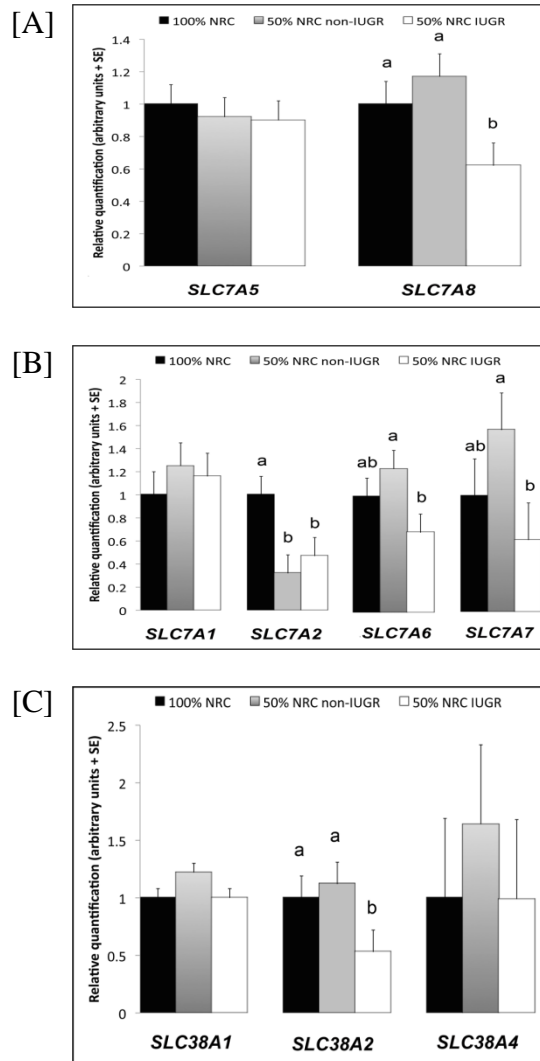 [A]
100% NRC 50% NRC non-IUGR 50% NRC IUGR
Relative quantification (arbitrary units + SE)
1.4
1.2
1
0.8
0.6
0.4
0.2
0
a a b
SLC7A5 SLC7A8
[B]
100% NRC 50% NRC non-IUGR 50% NRC IUGR
Relative quantification (arbitrary units + SE)
2
1.8
1.6
1.4
1.2
1
0.8
0.6
0.4
0.2
0
a b b ab a b ab a b
SLC7A1 SLC7A2 SLC7A6 SLC7A7
[C]
100% NRC 50% NRC non-IUGR 50% NRC IUGR
Relative quantification (arbitrary units + SE)
2.5
2
1.5
1
0.5
0
a a b
SLC38A1 SLC38A2 SLC38A4